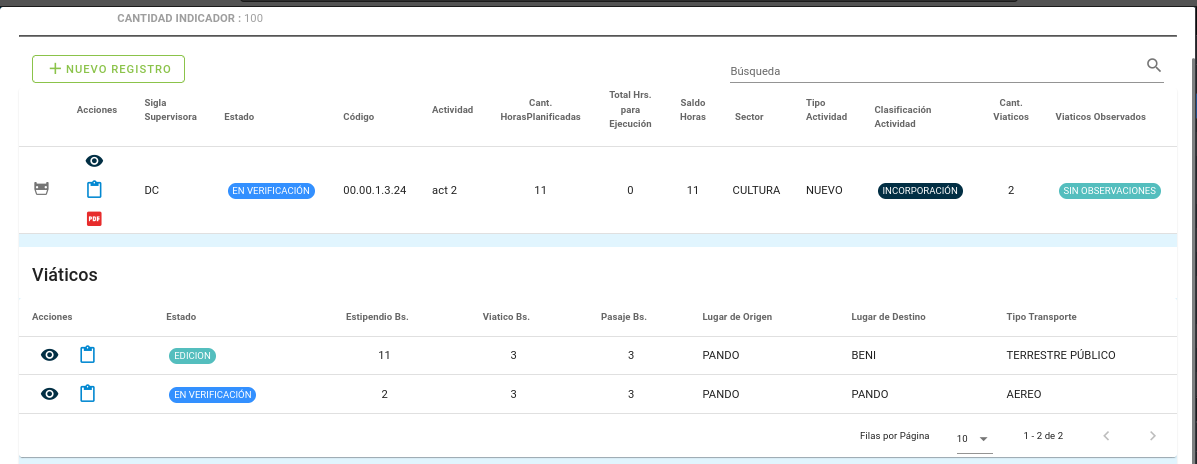 CANTIDAD INDICADOR : 100
NUEVO REGISTRO
Búsqueda
Acciones Sigla Supervisora Estado Código Actividad Cant. HorasPlanificadas Total Hrs. para Ejecución Saldo Horas Sector Tipo Actividad Clasificación Actividad Cant. Viaticos Viaticos Observados
PDF
DC EN VERIFICACIÓN 00.00.1.3.24 act 2 11 0 11 CULTURA NUEVO INCORPORACIÓN 2 SIN OBSERVACIONES
Viáticos
Acciones Estado Estipendio Bs. Viatico Bs. Pasaje Bs. Lugar de Origen Lugar de Destino Tipo Transporte
EDICION 11 3 3 PANDO BENI TERRESTRE PÚBLICO
EN VERIFICACIÓN 2 3 3 PANDO PANDO AEREO
Filas por Página 10 1 - 2 de 2